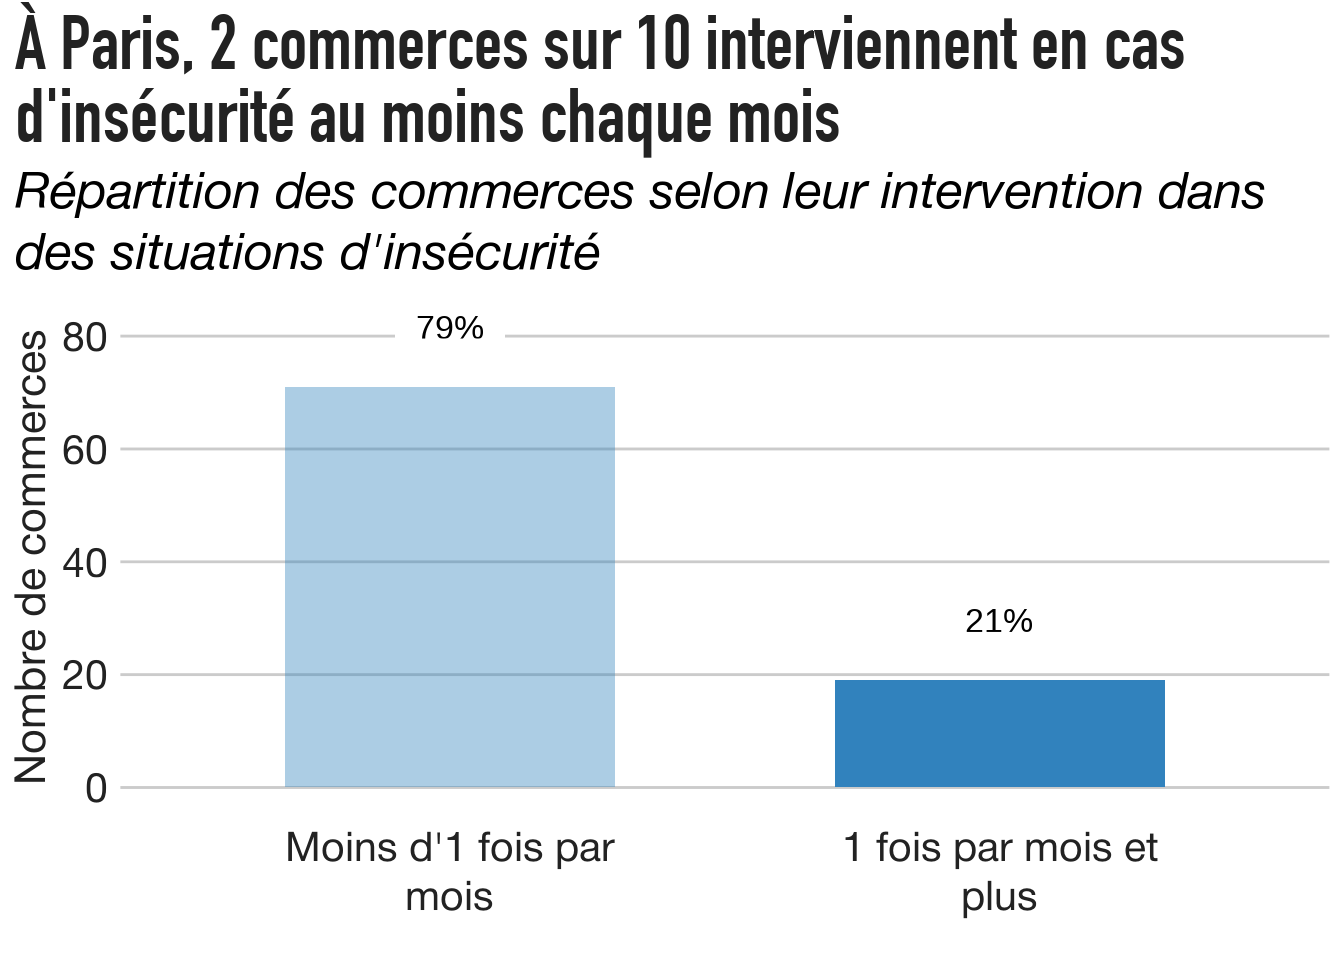 À Paris, 2 commerces sur 10 interviennent en cas
d'insécurité au moins chaque mois
Répartition des commerces selon leur intervention dans
des situations d'insécurité
Nombre de commerces
80
60
40
20
0
79%
21%
Moins d'1 fois par
mois
1 fois par mois et
plus